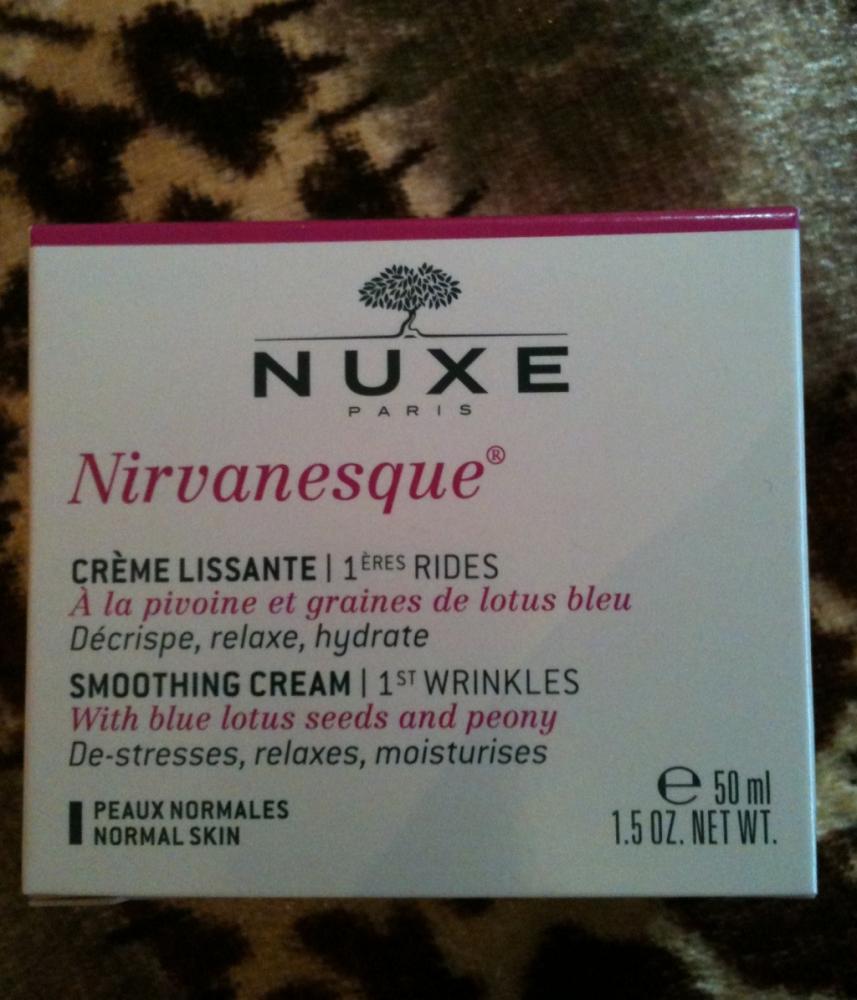 NUXE
PARIS
Nirvanesque®
CRÈME LISSANTE | 1ÈRES RIDES
À la pivoine et graines de lotus bleu
Décrispe, relaxe, hydrate
SMOOTHING CREAM | 1ST WRINKLES
With blue lotus seeds and peony
De-stresses, relaxes, moisturises
PEAUX NORMALES
NORMAL SKIN
℮ 50 ml
1.5 OZ. NET WT.